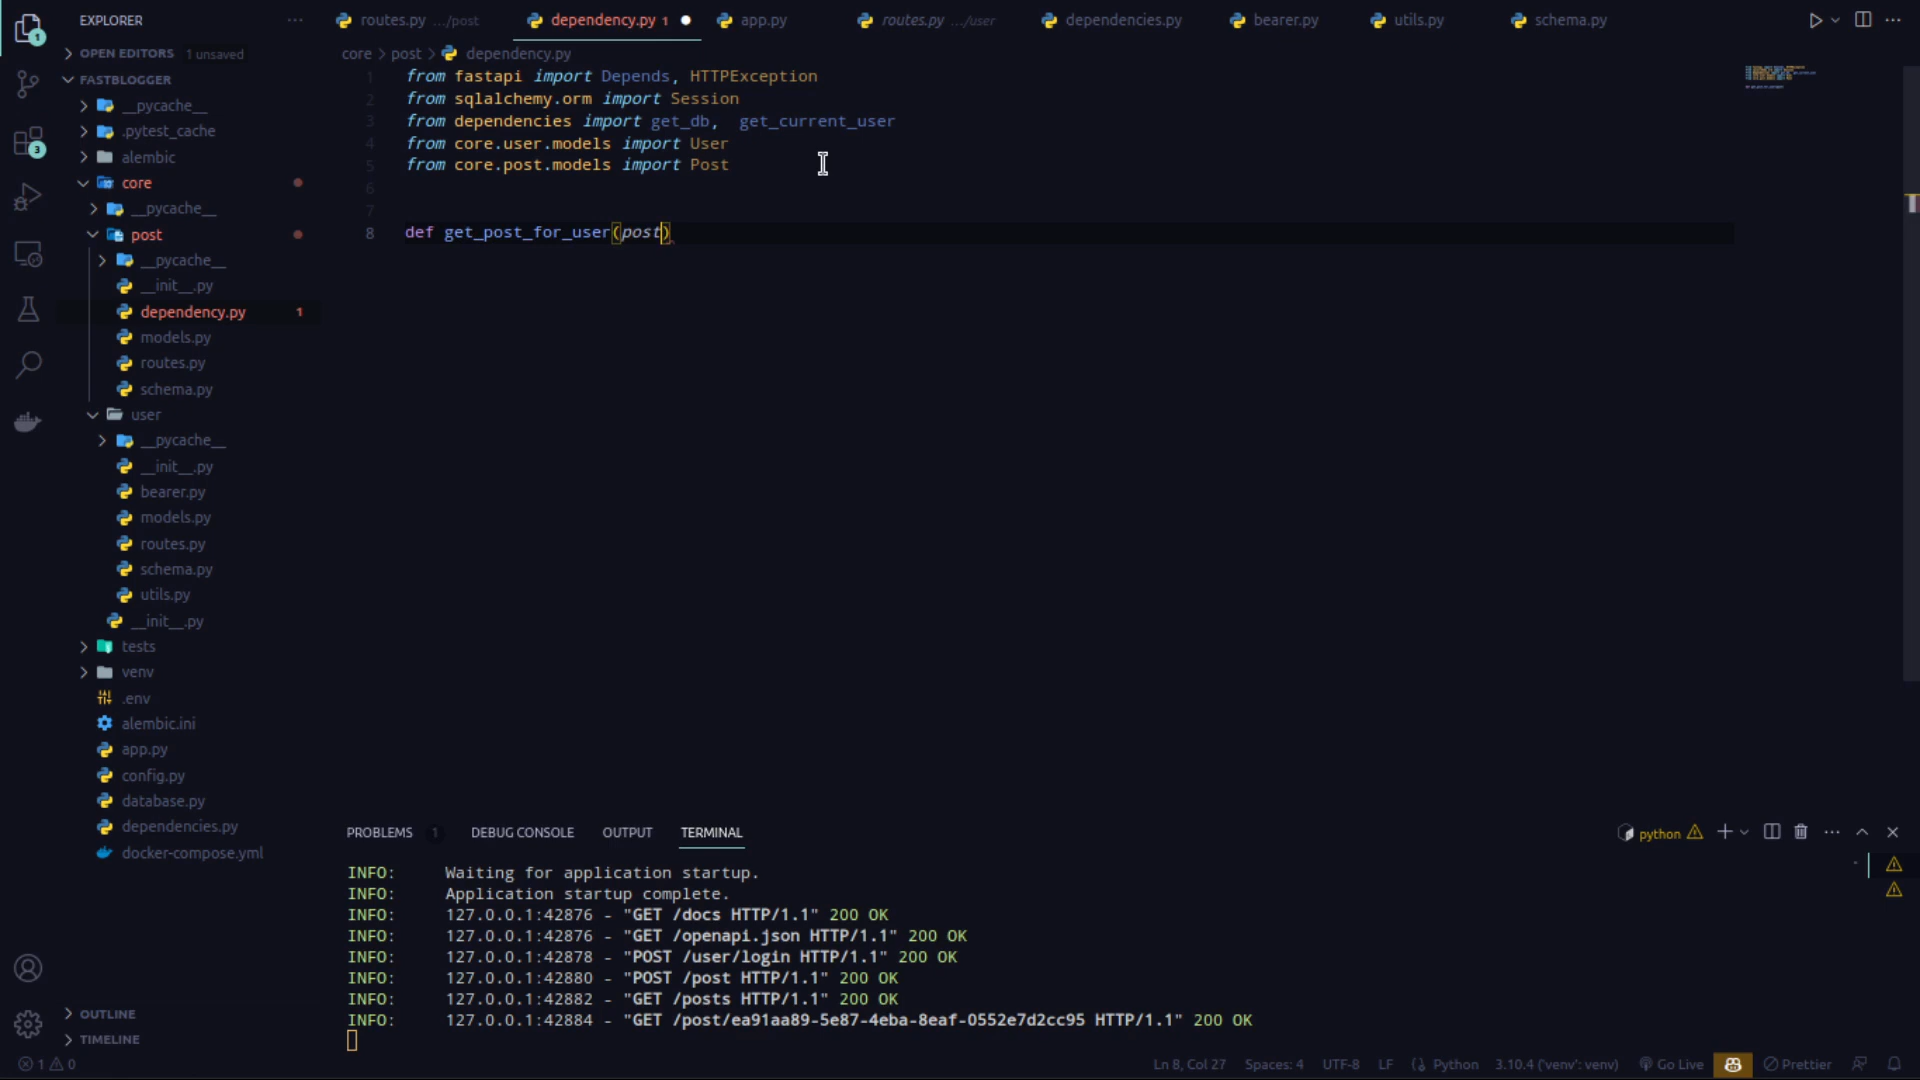 EXPLORER
routes.py .../post
dependency.py 1
app.py
routes.py .../user
dependencies.py
bearer.py
utils.py
schema.py
OPEN EDITORS 1 unsaved
core > post > dependency.py
FASTBLOGGER
__pycache__
.pytest_cache
alembic
core
__pycache__
post
__pycache__
__init__.py
dependency.py 1
models.py
routes.py
schema.py
user
__pycache__
__init__.py
bearer.py
models.py
routes.py
schema.py
utils.py
__init__.py
tests
venv
.env
alembic.ini
app.py
config.py
database.py
dependencies.py
docker-compose.yml
OUTLINE
TIMELINE
1
3
1 from fastapi import Depends, HTTPException
2 from sqlalchemy.orm import Session
3 from dependencies import get_db,  get_current_user
4 from core.user.models import User
5 from core.post.models import Post
6
7
8 def get_post_for_user(post)
PROBLEMS 1 DEBUG CONSOLE OUTPUT TERMINAL
python
INFO: Waiting for application startup.
INFO: Application startup complete.
INFO: 127.0.0.1:42876 - "GET /docs HTTP/1.1" 200 OK
INFO: 127.0.0.1:42876 - "GET /openapi.json HTTP/1.1" 200 OK
INFO: 127.0.0.1:42878 - "POST /user/login HTTP/1.1" 200 OK
INFO: 127.0.0.1:42880 - "POST /post HTTP/1.1" 200 OK
INFO: 127.0.0.1:42882 - "GET /posts HTTP/1.1" 200 OK
INFO: 127.0.0.1:42884 - "GET /post/ea91aa89-5e87-4eba-8eaf-0552e7d2cc95 HTTP/1.1" 200 OK
1 0
Ln 8, Col 27 Spaces: 4 UTF-8 LF Python 3.10.4 ('venv': venv) Go Live Prettier